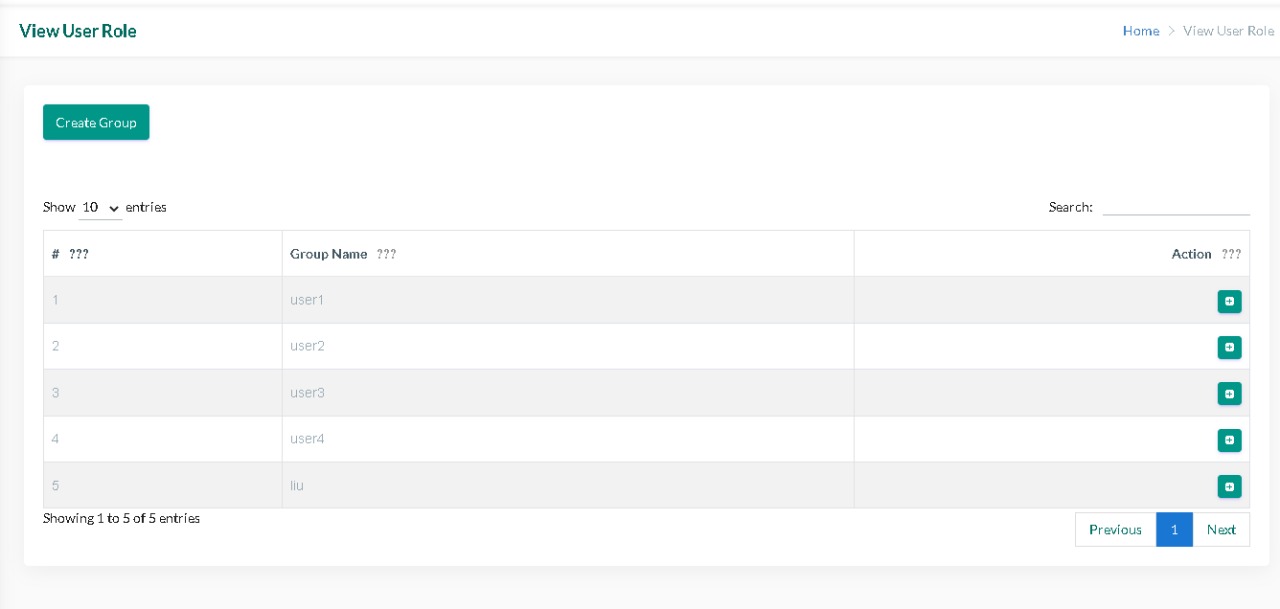 View User Role
Home > View User Role
Create Group
Show 10 entries
Search:
# ??? Group Name ??? Action ???
1 user1
2 user2
3 user3
4 user4
5 liu
Showing 1 to 5 of 5 entries
Previous 1 Next